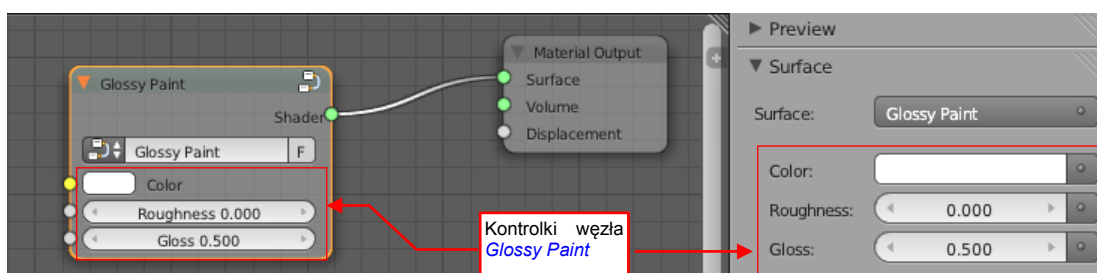 Glossy Paint
Shader
Glossy Paint F
Color
Roughness 0.000
Gloss 0.500
Material Output
Surface
Volume
Displacement
Kontrolki węzła
Glossy Paint
Preview
Surface
Surface: Glossy Paint
Color:
Roughness: 0.000
Gloss: 0.500